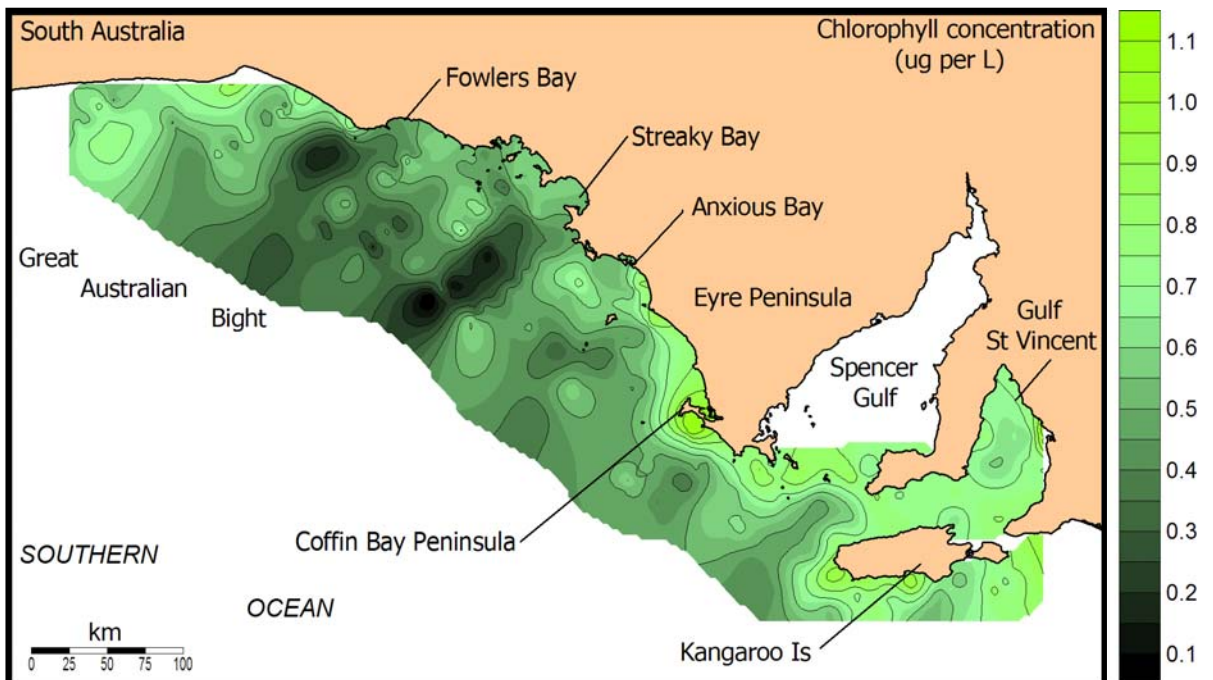 South Australia
Chlorophyll concentration
(ug per L)
Fowlers Bay
Streaky Bay
Anxious Bay
Great
Australian
Bight
Eyre Peninsula
Gulf
St Vincent
Spencer
Gulf
Coffin Bay Peninsula
SOUTHERN
OCEAN
Kangaroo Is
km
0 25 50 75 100
1.1
1.0
0.9
0.8
0.7
0.6
0.5
0.4
0.3
0.2
0.1